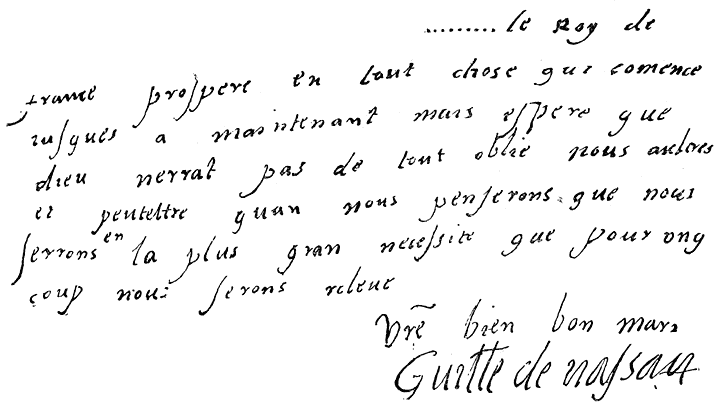 ......... le Roy de
france prospere en tout chose qui comence
iusques a maintenant mais espere que
dieu nerrat pas de tout oblie nous aultres
et peutettre quan nous penserons que nous
serrons en la plus gran necessite que pour ung
coup nous serons releue
Vre bien bon mari
Guille de nassau